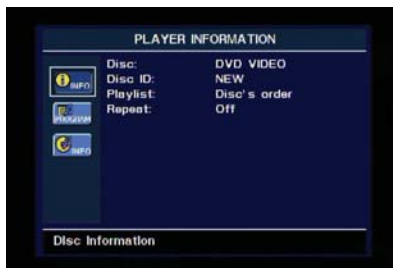 PLAYER INFORMATION
Disc: DVD VIDEO
Disc ID: NEW
Playlist: Disc's order
Repeat: Off
INFO
PROGRAM
INFO
Disc Information